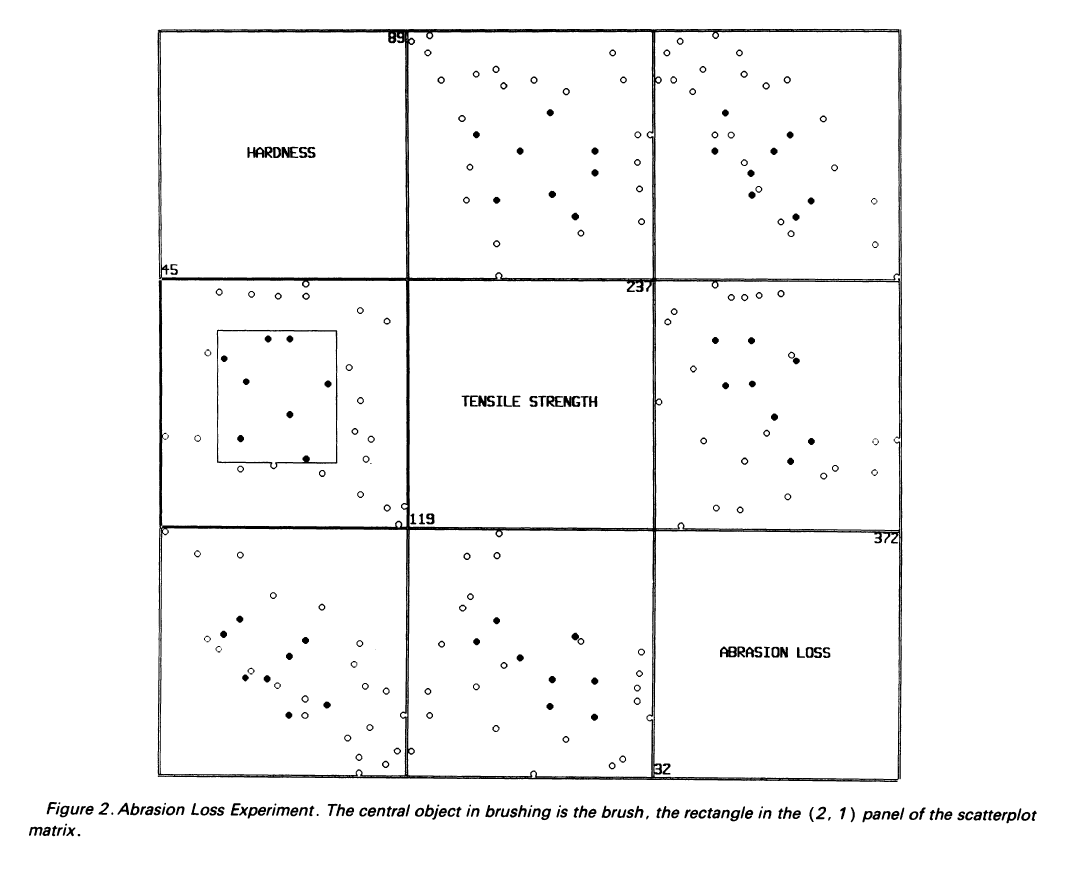 89
HARDNESS
45
237
TENSILE STRENGTH
119
372
ABRASION LOSS
32
Figure 2. Abrasion Loss Experiment. The central object in brushing is the brush, the rectangle in the (2, 1) panel of the scatterplot
matrix.